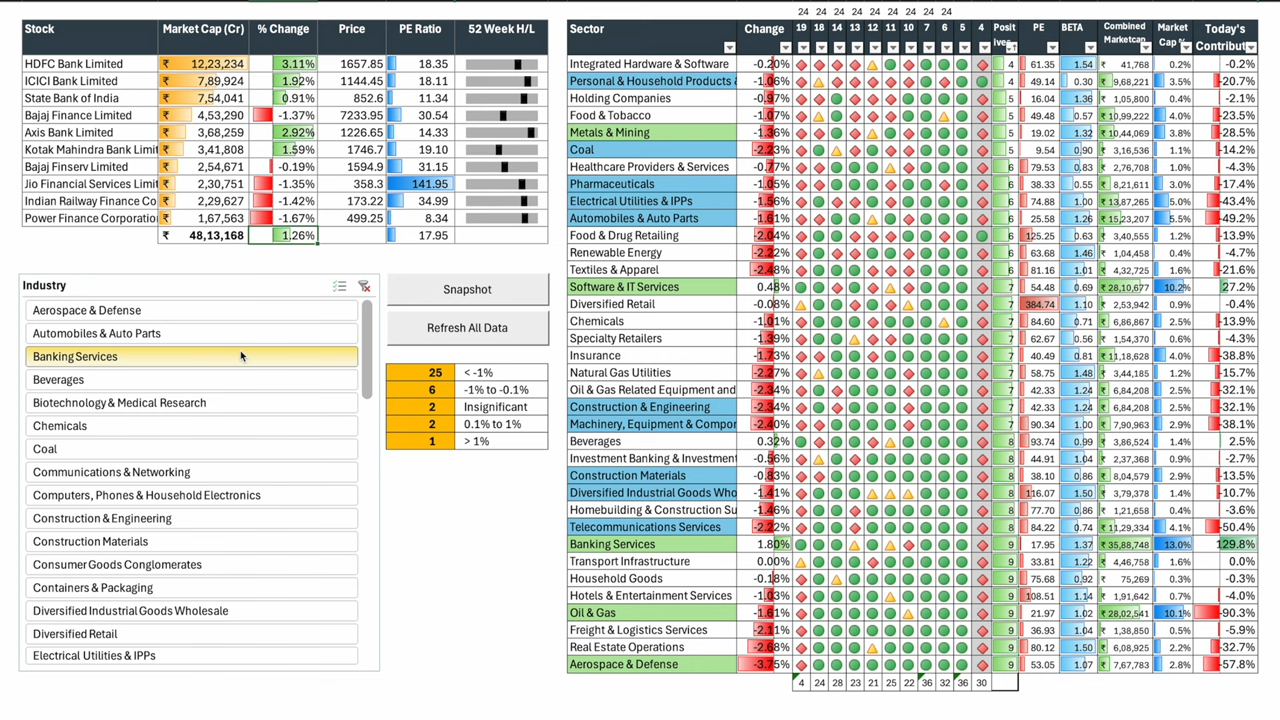 Stock Market Cap (Cr) % Change Price PE Ratio 52 Week H/L
HDFC Bank Limited ₹ 12,23,234 3.11% 1657.85 18.35
ICICI Bank Limited ₹ 7,89,924 1.92% 1144.45 18.11
State Bank of India ₹ 7,54,041 0.91% 852.6 11.34
Bajaj Finance Limited ₹ 4,53,290 -1.37% 7233.95 30.54
Axis Bank Limited ₹ 3,68,259 2.92% 1226.65 14.33
Kotak Mahindra Bank Limit ₹ 3,41,808 1.59% 1746.7 19.10
Bajaj Finserv Limited ₹ 2,54,671 -0.19% 1594.9 31.15
Jio Financial Services Limit ₹ 2,30,751 -1.35% 358.3 141.95
Indian Railway Finance Co ₹ 2,29,627 -1.42% 173.22 34.99
Power Finance Corporatio ₹ 1,67,563 -1.67% 499.25 8.34
₹ 48,13,168 1.26% 17.95
Industry
Aerospace & Defense
Automobiles & Auto Parts
Banking Services
Beverages
Biotechnology & Medical Research
Chemicals
Coal
Communications & Networking
Computers, Phones & Household Electronics
Construction & Engineering
Construction Materials
Consumer Goods Conglomerates
Containers & Packaging
Diversified Industrial Goods Wholesale
Diversified Retail
Electrical Utilities & IPPs
Snapshot
Refresh All Data
25 < -1%
6 -1% to -0.1%
2 Insignificant
2 0.1% to 1%
1 > 1%
24 24 24 24 24 24 24 24 24
Sector Change 19 18 14 13 12 11 10 7 6 5 4 Posit ive PE BETA Combined Marketcap Market Cap % Today's Contribut
Integrated Hardware & Software -0.20% 4 61.35 1.54 ₹ 41,768 0.2% -0.2%
Personal & Household Products & -1.06% 4 49.14 0.30 ₹ 9,68,221 3.5% -20.7%
Holding Companies -0.97% 5 16.04 1.36 ₹ 1,05,800 0.4% -2.1%
Food & Tobacco -1.07% 5 49.48 0.57 ₹ 10,99,222 4.0% -23.5%
Metals & Mining -1.36% 5 19.02 1.32 ₹ 10,44,069 3.8% -28.5%
Coal -2.23% 5 9.54 0.90 ₹ 3,16,536 1.1% -14.2%
Healthcare Providers & Services -0.77% 6 79.53 0.83 ₹ 2,76,708 1.0% -4.3%
Pharmaceuticals -1.05% 6 38.33 0.55 ₹ 8,21,611 3.0% -17.4%
Electrical Utilities & IPPs -1.56% 6 74.88 1.00 ₹ 13,87,265 5.0% -43.4%
Automobiles & Auto Parts -1.61% 6 25.58 1.26 ₹ 15,23,207 5.5% -49.2%
Food & Drug Retailing -2.04% 6 125.25 0.63 ₹ 3,40,555 1.2% -13.9%
Renewable Energy -2.22% 6 63.68 1.46 ₹ 1,04,458 0.4% -4.7%
Textiles & Apparel -2.48% 6 81.16 1.01 ₹ 4,32,725 1.6% -21.6%
Software & IT Services 0.48% 7 54.48 0.69 ₹ 28,10,677 10.2% 27.2%
Diversified Retail -0.08% 7 384.74 1.10 ₹ 2,53,942 0.9% -0.4%
Chemicals -1.01% 7 84.60 0.71 ₹ 6,86,867 2.5% -13.9%
Specialty Retailers -1.39% 7 62.67 0.56 ₹ 1,54,370 0.6% -4.3%
Insurance -1.73% 7 40.49 0.81 ₹ 11,18,628 4.0% -38.8%
Natural Gas Utilities -2.27% 7 58.75 1.48 ₹ 3,44,185 1.2% -15.7%
Oil & Gas Related Equipment and -2.34% 7 42.33 1.24 ₹ 6,84,208 2.5% -32.1%
Construction & Engineering -2.34% 7 42.33 1.24 ₹ 6,84,208 2.5% -32.1%
Machinery, Equipment & Compor -2.40% 7 90.34 1.00 ₹ 7,90,963 2.9% -38.1%
Beverages 0.32% 8 93.74 0.99 ₹ 3,86,524 1.4% 2.5%
Investment Banking & Investment -0.56% 8 44.91 1.04 ₹ 2,37,368 0.9% -2.7%
Construction Materials -0.83% 8 38.10 0.86 ₹ 8,04,579 2.9% -13.5%
Diversified Industrial Goods Who -1.41% 8 116.07 1.50 ₹ 3,79,378 1.4% -10.7%
Homebuilding & Construction Su -1.46% 8 77.70 0.86 ₹ 1,21,658 0.4% -3.6%
Telecommunications Services -2.22% 8 84.22 0.74 ₹ 11,29,334 4.1% -50.4%
Banking Services 1.80% 9 17.95 1.37 ₹ 35,88,748 13.0% 129.8%
Transport Infrastructure 0.00% 9 33.81 1.22 ₹ 4,46,758 1.6% 0.0%
Household Goods -0.18% 9 75.68 0.92 ₹ 75,269 0.3% -0.3%
Hotels & Entertainment Services -1.03% 9 108.51 1.14 ₹ 1,91,642 0.7% -4.0%
Oil & Gas -1.61% 9 21.97 1.02 ₹ 28,02,541 10.1% -90.3%
Freight & Logistics Services -2.11% 9 36.93 1.04 ₹ 1,38,850 0.5% -5.9%
Real Estate Operations -2.68% 9 80.12 1.50 ₹ 6,08,925 2.2% -32.7%
Aerospace & Defense -3.75% 9 53.05 1.07 ₹ 7,67,783 2.8% -57.8%
4 24 28 23 21 25 22 36 32 36 30